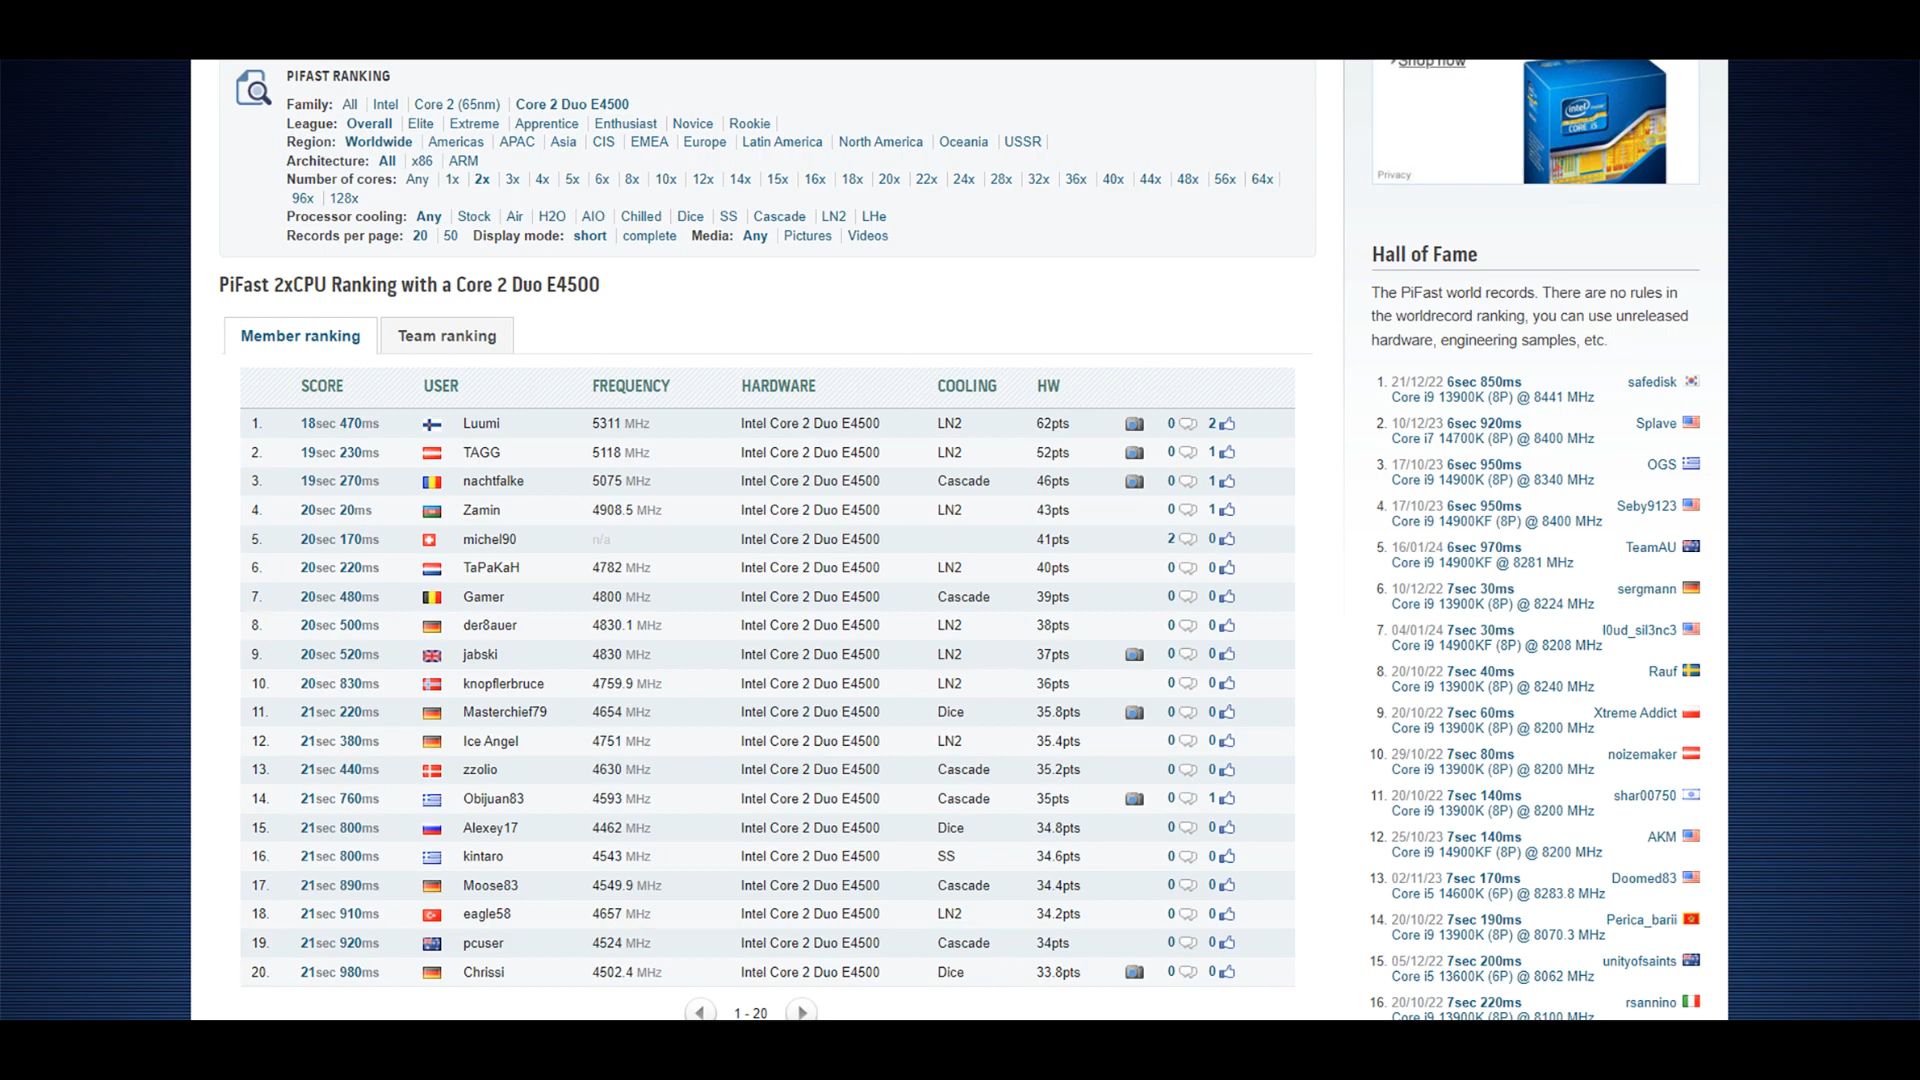 PIFAST RANKING
Family: All Intel Core 2 (65nm) Core 2 Duo E4500
League: Overall Elite Extreme Apprentice Enthusiast Novice Rookie
Region: Worldwide Americas APAC Asia CIS EMEA Europe Latin America North America Oceania USSR
Architecture: All x86 ARM
Number of cores: Any 1x 2x 3x 4x 5x 6x 8x 10x 12x 14x 15x 16x 18x 20x 22x 24x 28x 32x 36x 40x 44x 48x 56x 64x
96x 128x
Processor cooling: Any Stock Air H2O AIO Chilled Dice SS Cascade LN2 LHe
Records per page: 20 50 Display mode: short complete Media: Any Pictures Videos
PiFast 2xCPU Ranking with a Core 2 Duo E4500
Member ranking Team ranking
SCORE USER FREQUENCY HARDWARE COOLING HW
1. 18sec 470ms Luumi 5311 MHz Intel Core 2 Duo E4500 LN2 62pts 0 2
2. 19sec 230ms TAGG 5118 MHz Intel Core 2 Duo E4500 LN2 52pts 0 1
3. 19sec 270ms nachtfalke 5075 MHz Intel Core 2 Duo E4500 Cascade 46pts 0 1
4. 20sec 20ms Zamin 4908.5 MHz Intel Core 2 Duo E4500 LN2 43pts 0 1
5. 20sec 170ms michel90 n/a Intel Core 2 Duo E4500 41pts 2 0
6. 20sec 220ms TaPaKaH 4782 MHz Intel Core 2 Duo E4500 LN2 40pts 0 0
7. 20sec 480ms Gamer 4800 MHz Intel Core 2 Duo E4500 Cascade 39pts 0 0
8. 20sec 500ms der8auer 4830.1 MHz Intel Core 2 Duo E4500 LN2 38pts 0 0
9. 20sec 520ms jabski 4830 MHz Intel Core 2 Duo E4500 LN2 37pts 0 0
10. 20sec 830ms knopflerbruce 4759.9 MHz Intel Core 2 Duo E4500 LN2 36pts 0 0
11. 21sec 220ms Masterchief79 4654 MHz Intel Core 2 Duo E4500 Dice 35.8pts 0 0
12. 21sec 380ms Ice Angel 4751 MHz Intel Core 2 Duo E4500 LN2 35.4pts 0 0
13. 21sec 440ms zzolio 4630 MHz Intel Core 2 Duo E4500 Cascade 35.2pts 0 0
14. 21sec 760ms Obijuan83 4593 MHz Intel Core 2 Duo E4500 Cascade 35pts 0 1
15. 21sec 800ms Alexey17 4462 MHz Intel Core 2 Duo E4500 Dice 34.8pts 0 0
16. 21sec 800ms kintaro 4543 MHz Intel Core 2 Duo E4500 SS 34.6pts 0 0
17. 21sec 890ms Moose83 4549.9 MHz Intel Core 2 Duo E4500 Cascade 34.4pts 0 0
18. 21sec 910ms eagle58 4657 MHz Intel Core 2 Duo E4500 LN2 34.2pts 0 0
19. 21sec 920ms pcuser 4524 MHz Intel Core 2 Duo E4500 Cascade 34pts 0 0
20. 21sec 980ms Chrissi 4502.4 MHz Intel Core 2 Duo E4500 Dice 33.8pts 0 0
1 - 20
Shop now
intel
CORE i5
Privacy
Hall of Fame
The PiFast world records. There are no rules in
the worldrecord ranking, you can use unreleased
hardware, engineering samples, etc.
1. 21/12/22 6sec 850ms safedisk
Core i9 13900K (8P) @ 8441 MHz
2. 10/12/23 6sec 920ms Splave
Core i7 14700K (8P) @ 8400 MHz
3. 17/10/23 6sec 950ms OGS
Core i9 14900K (8P) @ 8340 MHz
4. 17/10/23 6sec 950ms Seby9123
Core i9 14900KF (8P) @ 8400 MHz
5. 16/01/24 6sec 970ms TeamAU
Core i9 14900KF @ 8281 MHz
6. 10/12/22 7sec 30ms sergmann
Core i9 13900K (8P) @ 8224 MHz
7. 04/01/24 7sec 30ms l0ud_sil3nc3
Core i9 14900KF (8P) @ 8208 MHz
8. 20/10/22 7sec 40ms Rauf
Core i9 13900K (8P) @ 8240 MHz
9. 20/10/22 7sec 60ms Xtreme Addict
Core i9 13900K (8P) @ 8200 MHz
10. 29/10/22 7sec 80ms noizemaker
Core i9 13900K (8P) @ 8200 MHz
11. 20/10/22 7sec 140ms shar00750
Core i9 13900K (8P) @ 8200 MHz
12. 25/10/23 7sec 140ms AKM
Core i9 14900KF (8P) @ 8200 MHz
13. 02/11/23 7sec 170ms Doomed83
Core i5 14600K (6P) @ 8283.8 MHz
14. 20/10/22 7sec 190ms Perica_barii
Core i9 13900K (8P) @ 8070.3 MHz
15. 05/12/22 7sec 200ms unityofsaints
Core i5 13600K (6P) @ 8062 MHz
16. 20/10/22 7sec 220ms rsannino
Core i9 13900K (8P) @ 8100 MHz